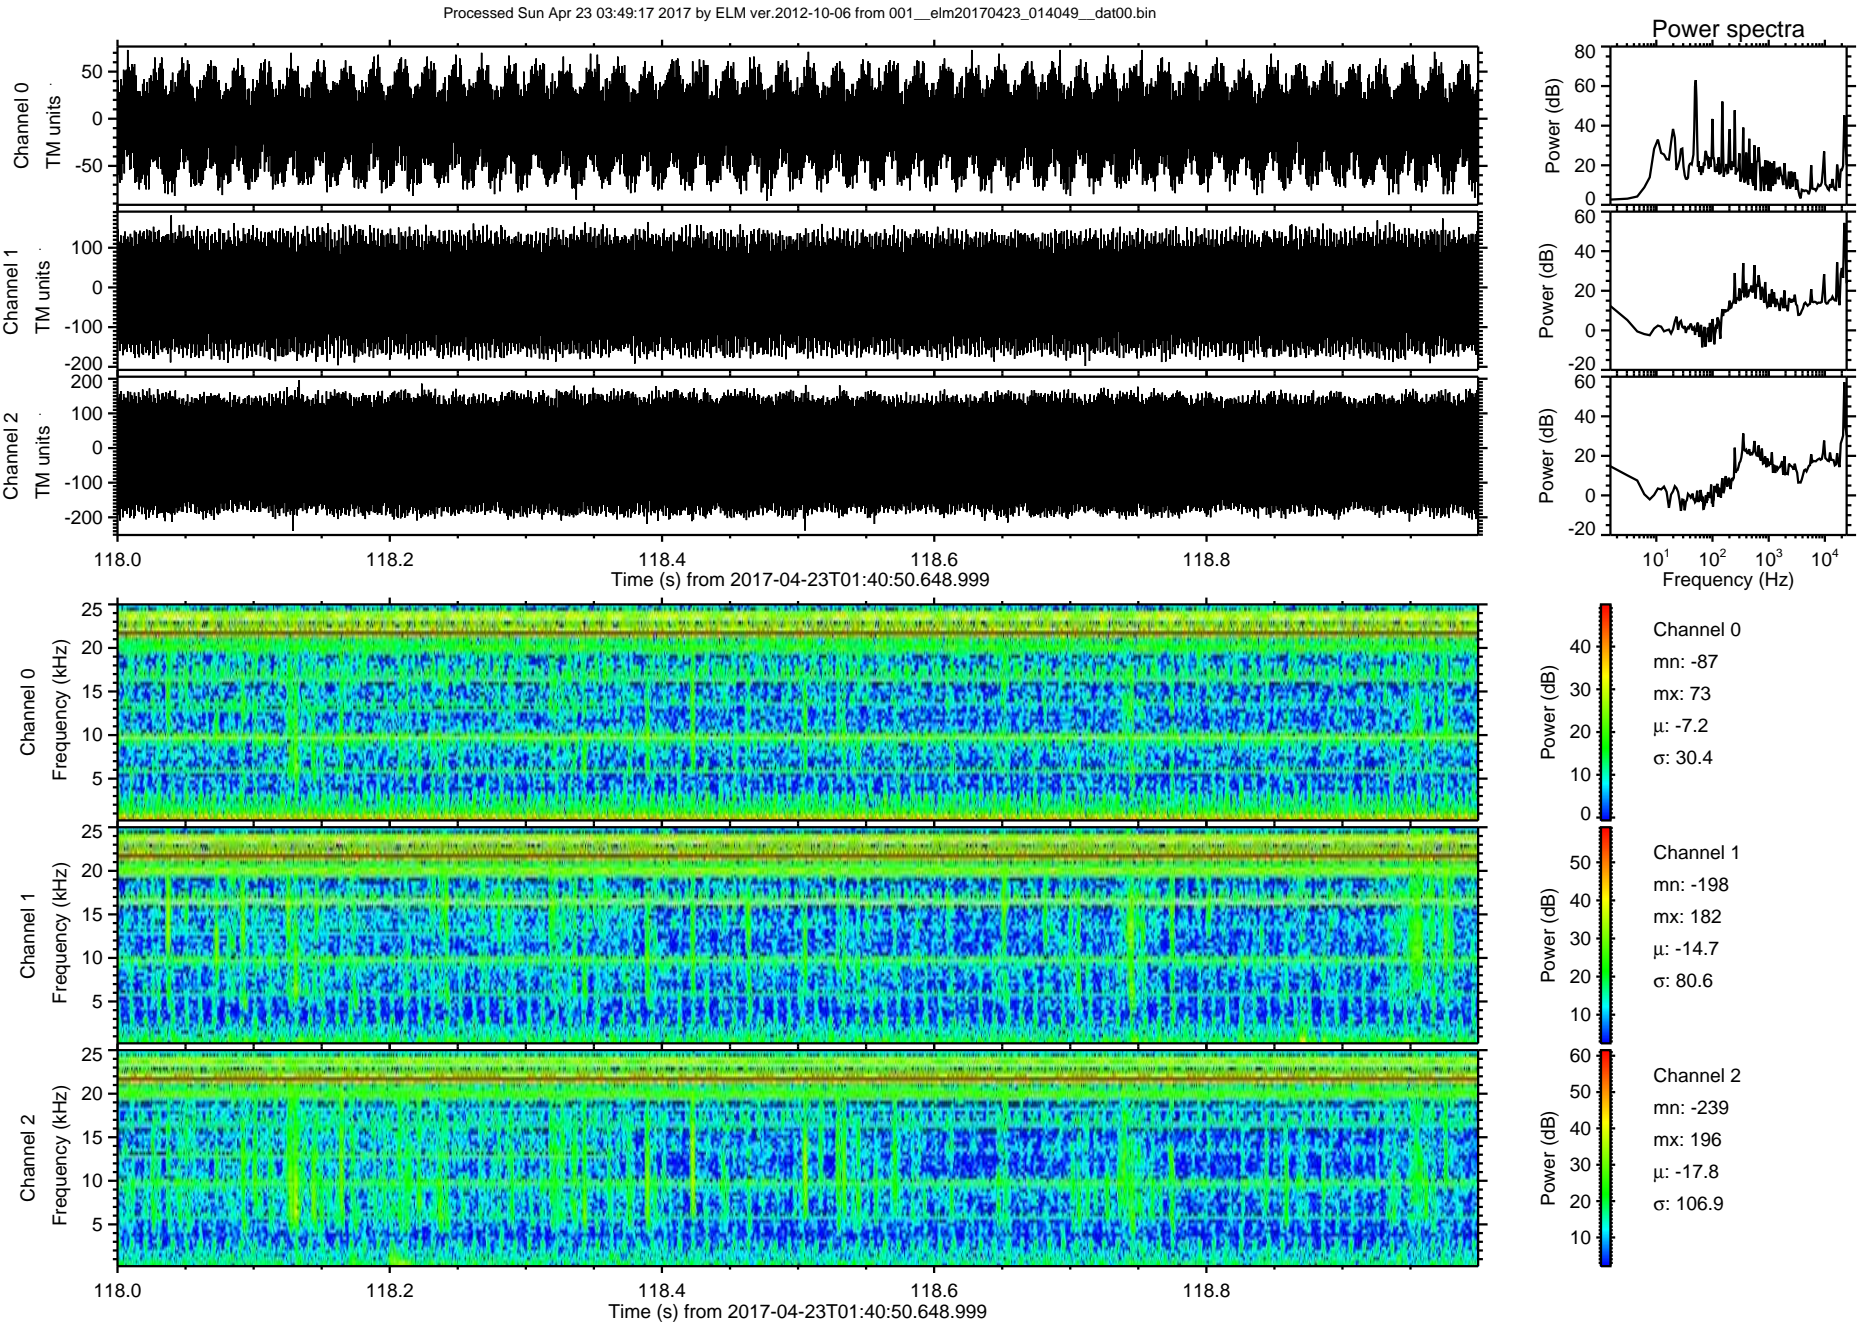 Processed Sun Apr 23 03:49:17 2017 by ELM ver.2012-10-06 from 001__elm20170423_014049__dat00.bin
Power spectra
Channel 0
TM units
50
0
-50
Power (dB)
80
60
40
20
0
Channel 1
TM units
100
0
-100
-200
Power (dB)
60
40
20
0
-20
Channel 2
TM units
200
100
0
-100
-200
Power (dB)
60
40
20
0
-20
118.0 118.2 118.4 118.6 118.8
Time (s) from 2017-04-23T01:40:50.648.999
10^1 10^2 10^3 10^4
Frequency (Hz)
Channel 0
Frequency (kHz)
25
20
15
10
5
Power (dB)
40
30
20
10
0
Channel 0
mn: -87
mx: 73
μ: -7.2
σ: 30.4
Channel 1
Frequency (kHz)
25
20
15
10
5
Power (dB)
50
40
30
20
10
Channel 1
mn: -198
mx: 182
μ: -14.7
σ: 80.6
Channel 2
Frequency (kHz)
25
20
15
10
5
Power (dB)
60
50
40
30
20
10
Channel 2
mn: -239
mx: 196
μ: -17.8
σ: 106.9
118.0 118.2 118.4 118.6 118.8
Time (s) from 2017-04-23T01:40:50.648.999